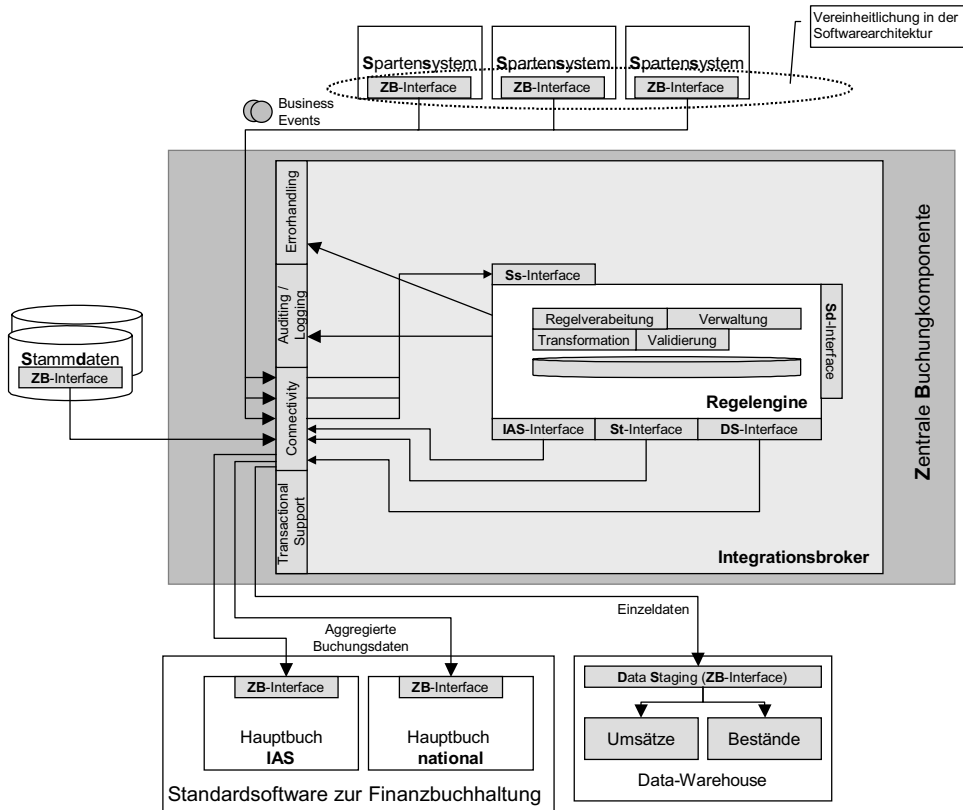 Vereinheitlichung in der
Softwarearchitektur
Spartensystem
Spartensystem
Spartensystem
ZB-Interface
ZB-Interface
ZB-Interface
Business
Events
Errorhandling
Auditing /
Logging
Connectivity
Transactional
Support
Ss-Interface
Sd-Interface
Regelverabeitung
Verwaltung
Transformation
Validierung
Regelengine
IAS-Interface
St-Interface
DS-Interface
Integrationsbroker
Zentrale Buchungkomponente
Stammdaten
ZB-Interface
Aggregierte
Buchungsdaten
Einzeldaten
ZB-Interface
Hauptbuch
IAS
ZB-Interface
Hauptbuch
national
Standardsoftware zur Finanzbuchhaltung
Data Staging (ZB-Interface)
Umsätze
Bestände
Data-Warehouse